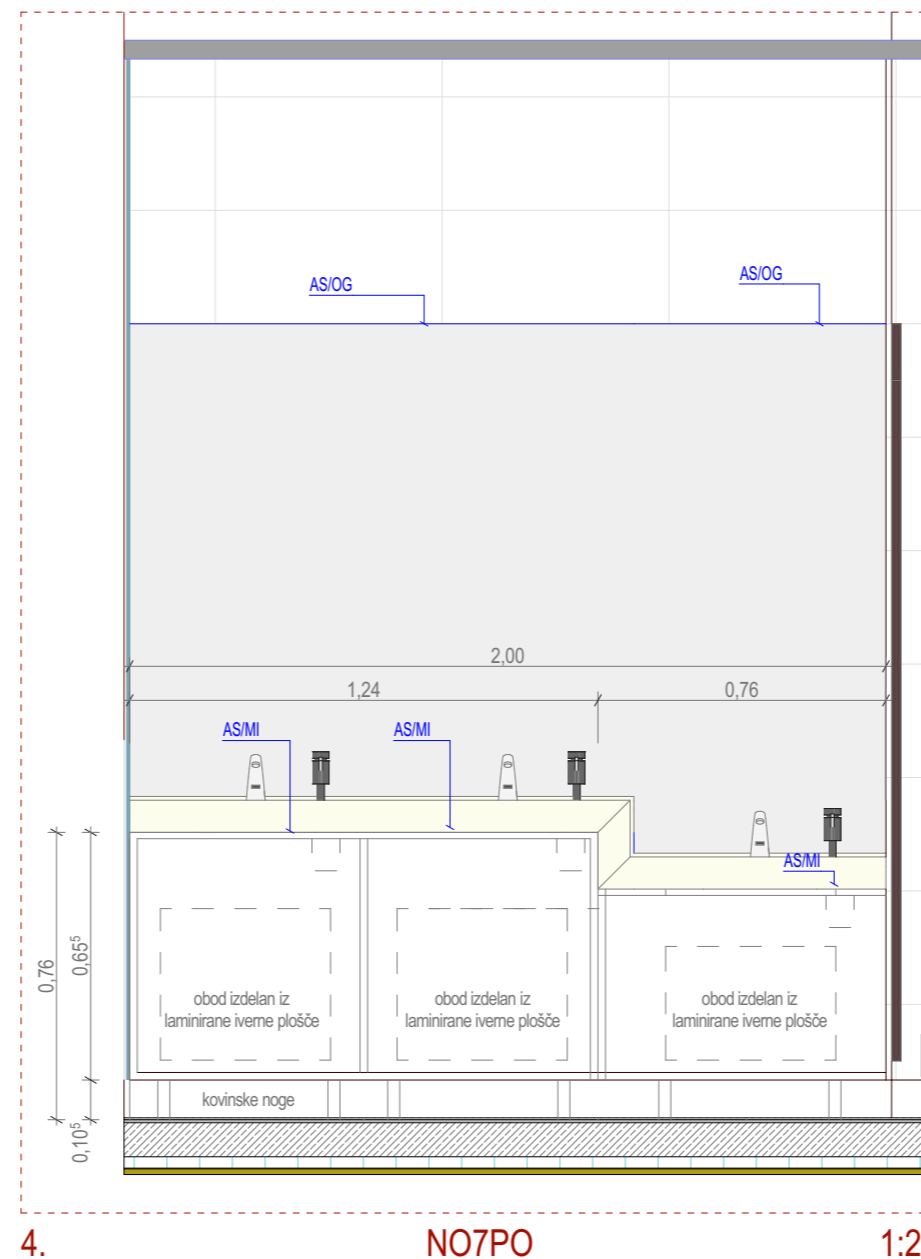 AS/OG
AS/OG
2,00
1,24
0,76
AS/MI
AS/MI
AS/MI
0,76
0,65⁵
obod izdelan iz
laminirane iverne plošče
obod izdelan iz
laminirane iverne plošče
obod izdelan iz
laminirane iverne plošče
kovinske noge
0,10⁵
4.
NO7PO
1:2